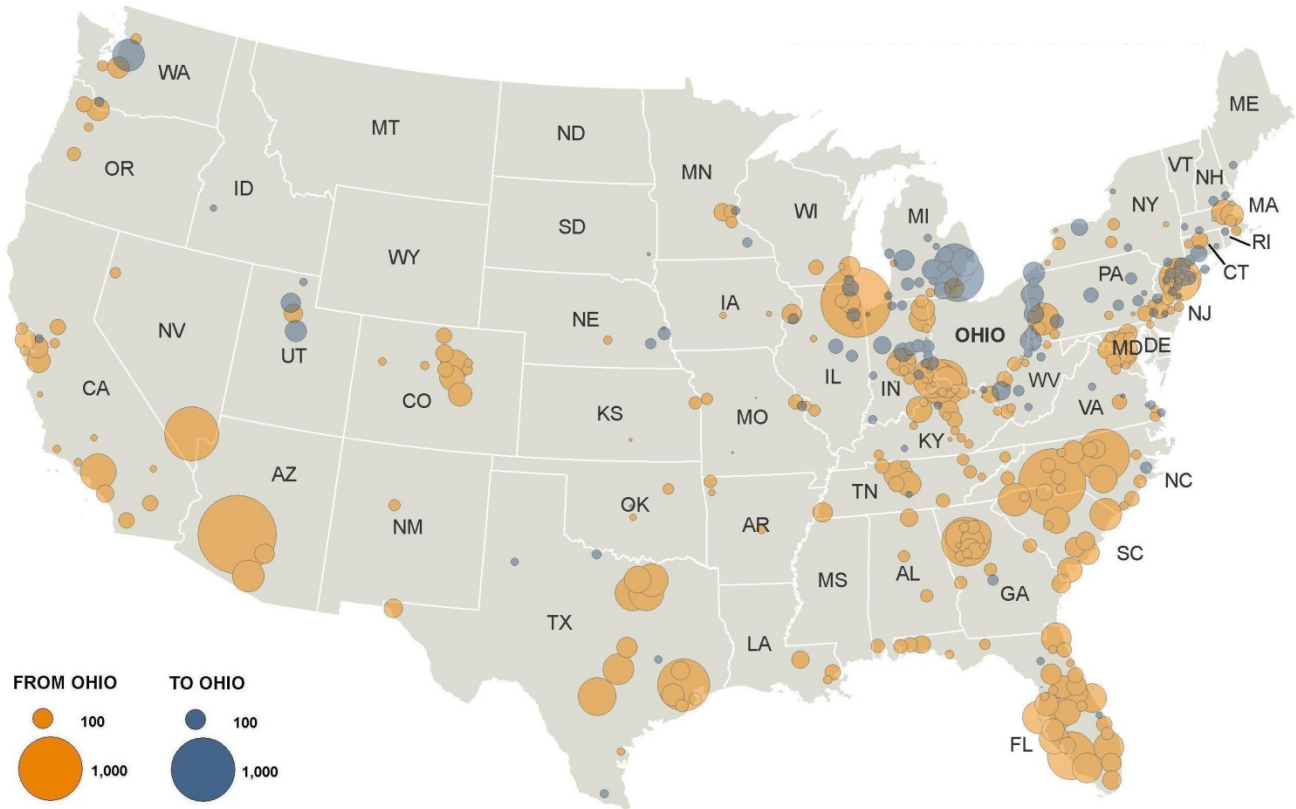 WA
MT
ND
MN
ME
VT
NH
OR
ID
SD
WI
MI
NY
MA
RI
CT
WY
IA
PA
NJ
NV
UT
NE
OHIO
MD
DE
CA
CO
KS
MO
IL
IN
WV
VA
KY
AZ
NM
OK
AR
TN
NC
SC
MS
AL
GA
TX
LA
FL
FROM OHIO
100
1,000
TO OHIO
100
1,000